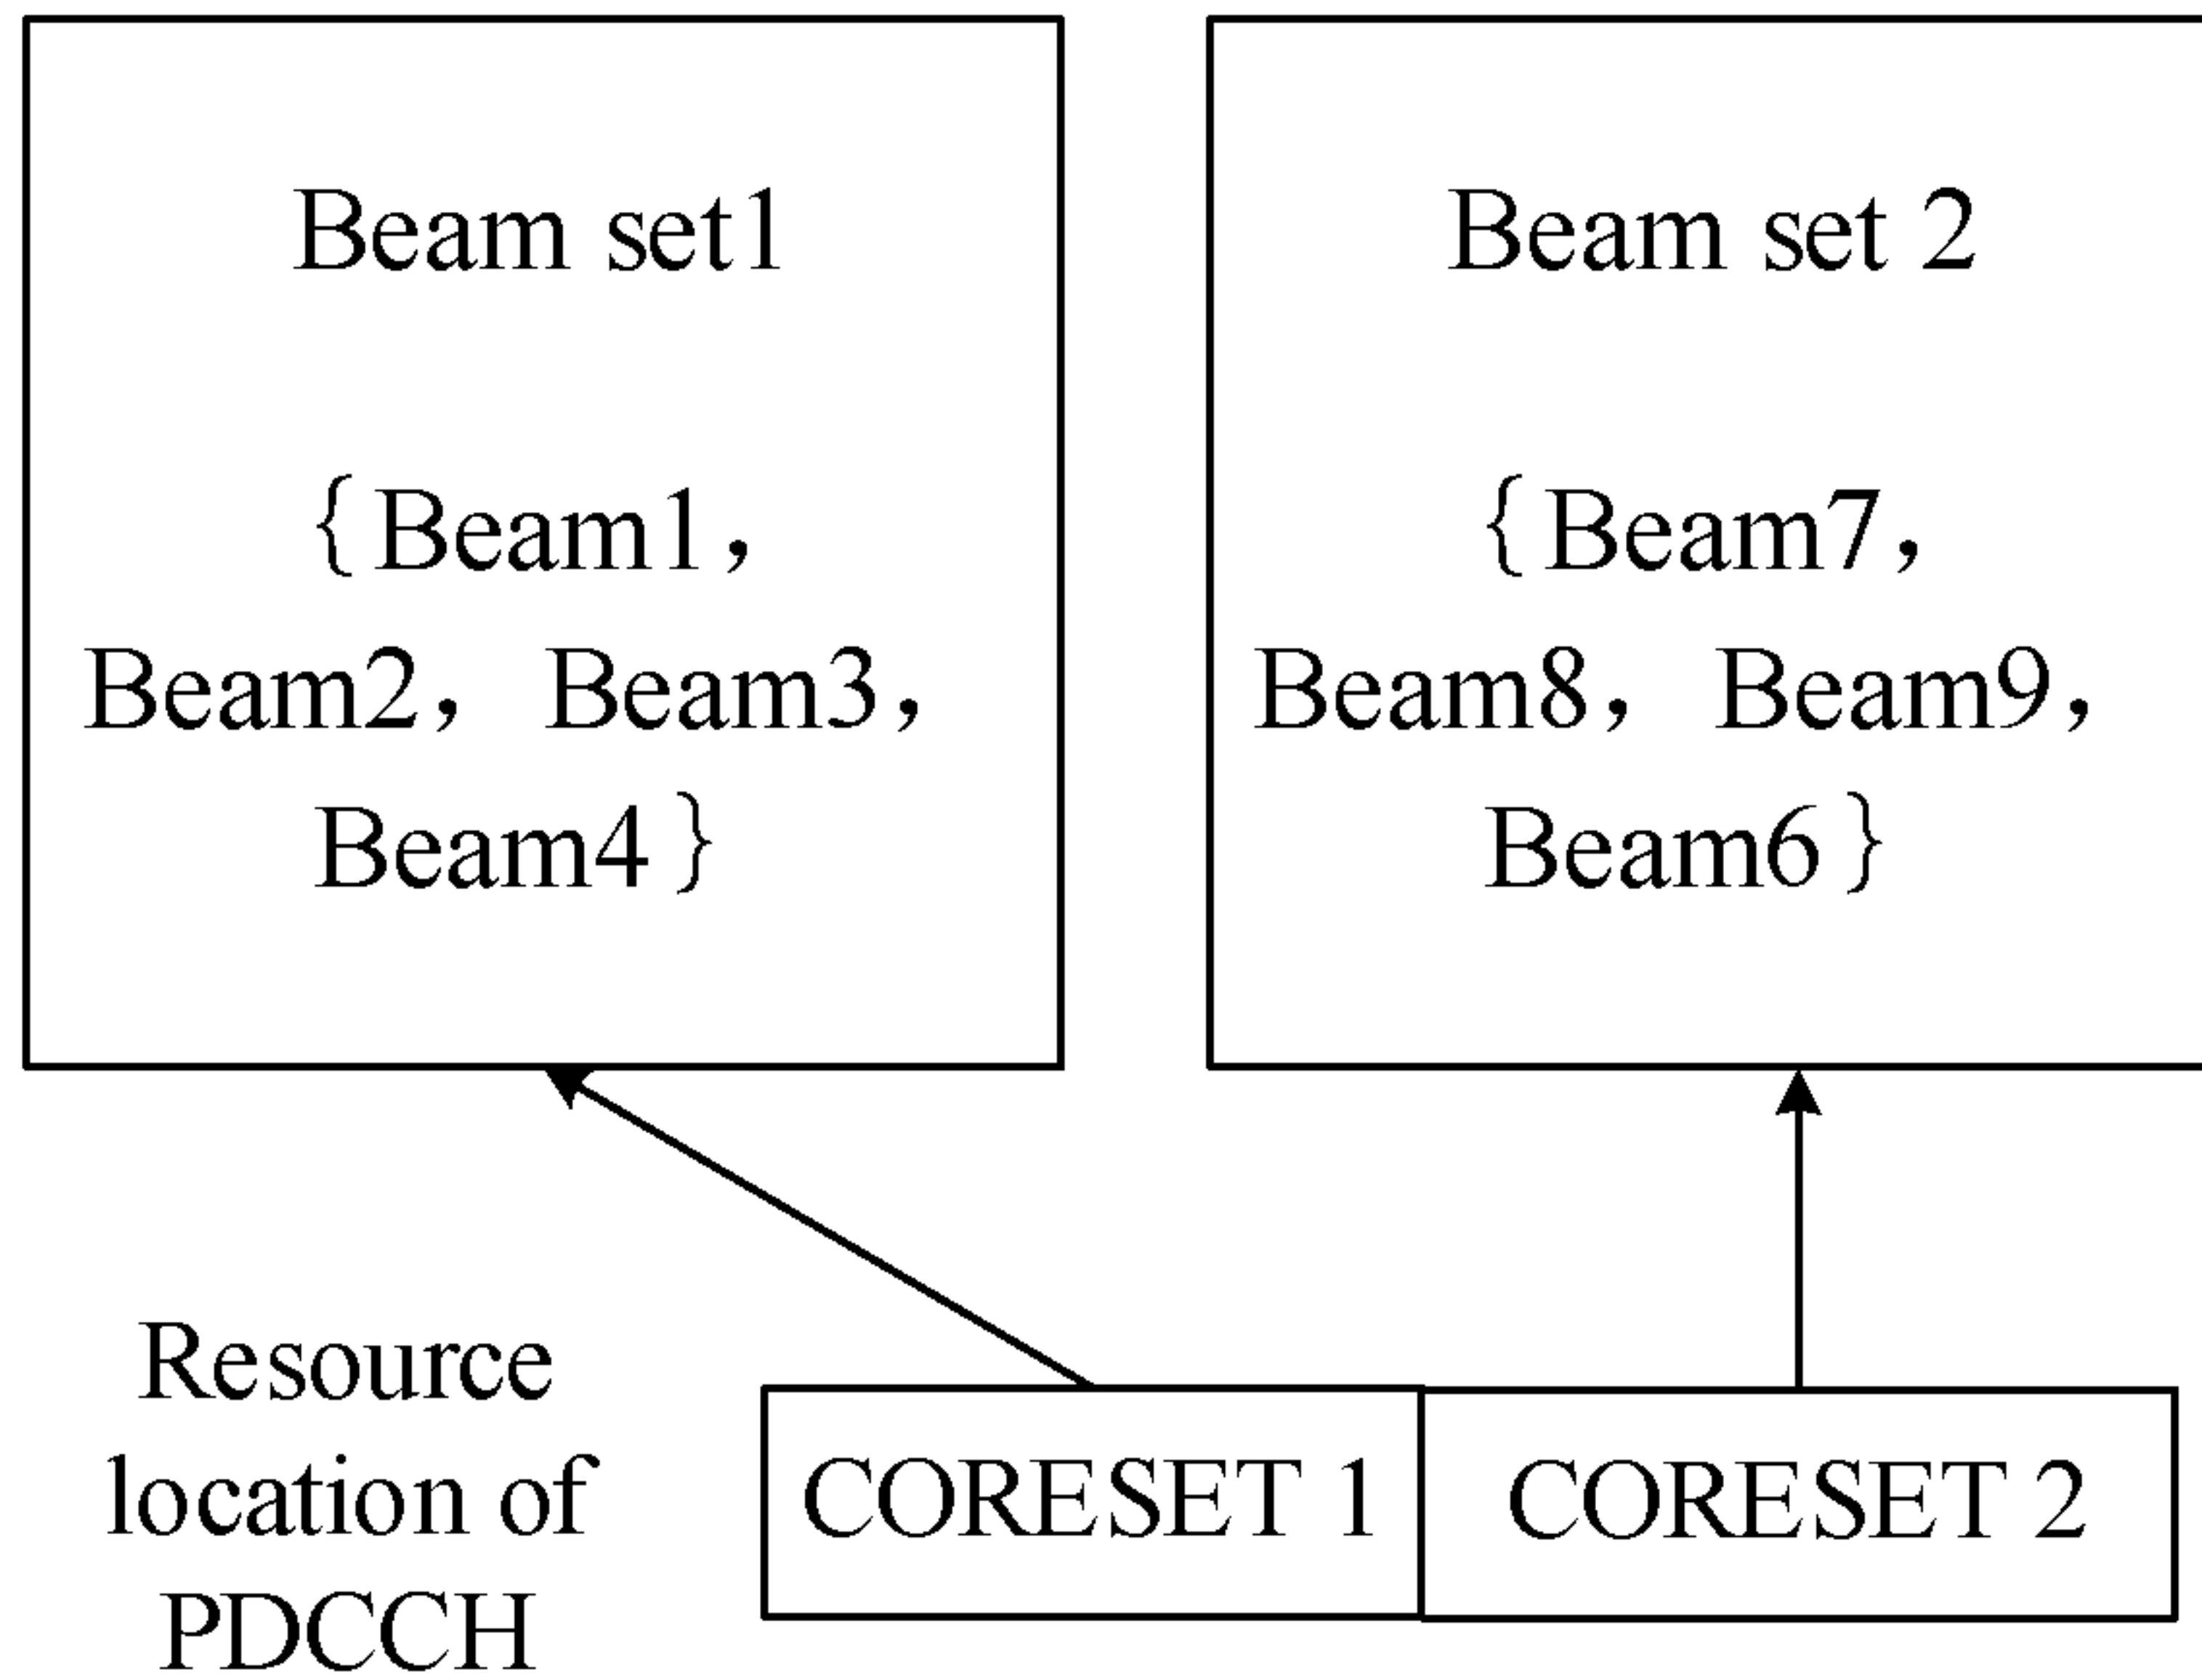 Beam set1
{Beam1,
Beam2, Beam3,
Beam4}
Beam set 2
{Beam7,
Beam8, Beam9,
Beam6}
Resource
location of
PDCCH
CORESET 1
CORESET 2